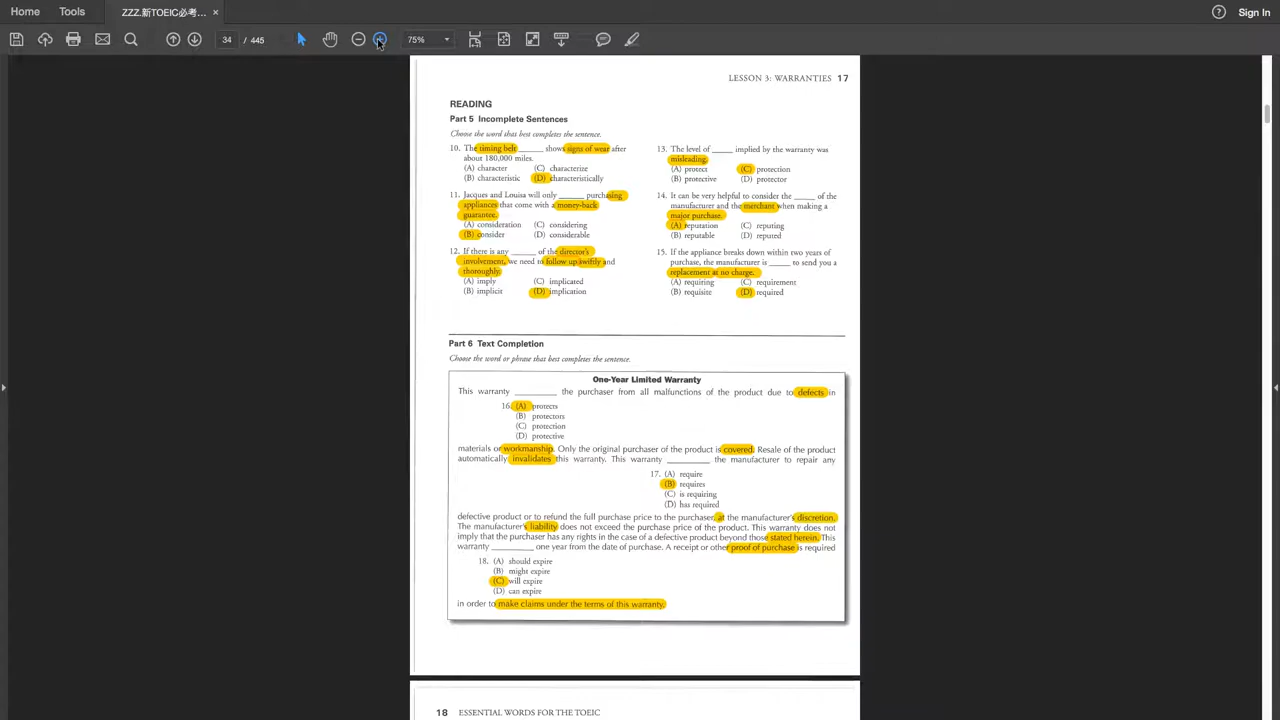 Home Tools ZZZ.新TOEIC必考... × ? Sign In
34 / 445 75%
LESSON 3: WARRANTIES 17
READING
Part 5 Incomplete Sentences
Choose the word that best completes the sentence.
10. The timing belt ______ shows signs of wear after
about 180,000 miles.
(A) character (C) characterize
(B) characteristic (D) characteristically
11. Jacques and Louisa will only ______ purchasing
appliances that come with a money-back
guarantee.
(A) consideration (C) considering
(B) consider (D) considerable
12. If there is any ______ of the director's
involvement, we need to follow up swiftly and
thoroughly.
(A) imply (C) implicated
(B) implicit (D) implication
13. The level of ______ implied by the warranty was
misleading.
(A) protect (C) protection
(B) protective (D) protector
14. It can be very helpful to consider the ______ of the
manufacturer and the merchant when making a
major purchase.
(A) reputation (C) reputing
(B) reputable (D) reputed
15. If the appliance breaks down within two years of
purchase, the manufacturer is ______ to send you a
replacement at no charge.
(A) requiring (C) requirement
(B) requisite (D) required
Part 6 Text Completion
Choose the word or phrase that best completes the sentence.
One-Year Limited Warranty
This warranty ________ the purchaser from all malfunctions of the product due to defects in
16. (A) protects
(B) protectors
(C) protection
(D) protective
materials or workmanship. Only the original purchaser of the product is covered. Resale of the product
automatically invalidates this warranty. This warranty ________ the manufacturer to repair any
17. (A) require
(B) requires
(C) is requiring
(D) has required
defective product or to refund the full purchase price to the purchaser, at the manufacturer's discretion.
The manufacturer's liability does not exceed the purchase price of the product. This warranty does not
imply that the purchaser has any rights in the case of a defective product beyond those stated herein. This
warranty ________ one year from the date of purchase. A receipt or other proof of purchase is required
18. (A) should expire
(B) might expire
(C) will expire
(D) can expire
in order to make claims under the terms of this warranty.
18 ESSENTIAL WORDS FOR THE TOEIC